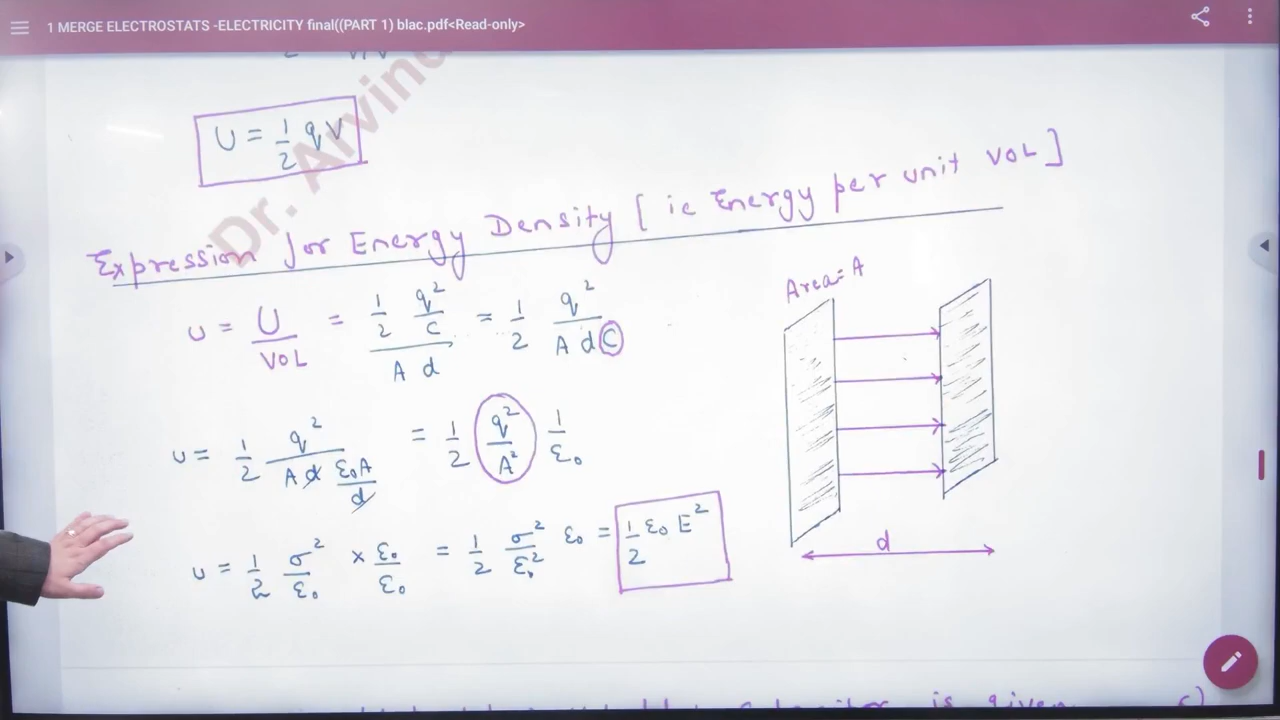 1 MERGE ELECTROSTATS -ELECTRICITY final((PART 1) blac.pdf<Read-only>
Dr. Arvind
U = 1/2 qV
Expression for Energy Density [ ie Energy per unit VOL ]
u = U/VOL = (1/2 q²/C)/(A d) = 1/2 q²/(A d C)
Area = A
u = 1/2 q²/(A d ε₀A/d) = 1/2 q²/A² 1/ε₀
u = 1/2 σ²/ε₀ × ε₀/ε₀ = 1/2 σ²/ε₀² ε₀ = 1/2 ε₀ E²
d
is given